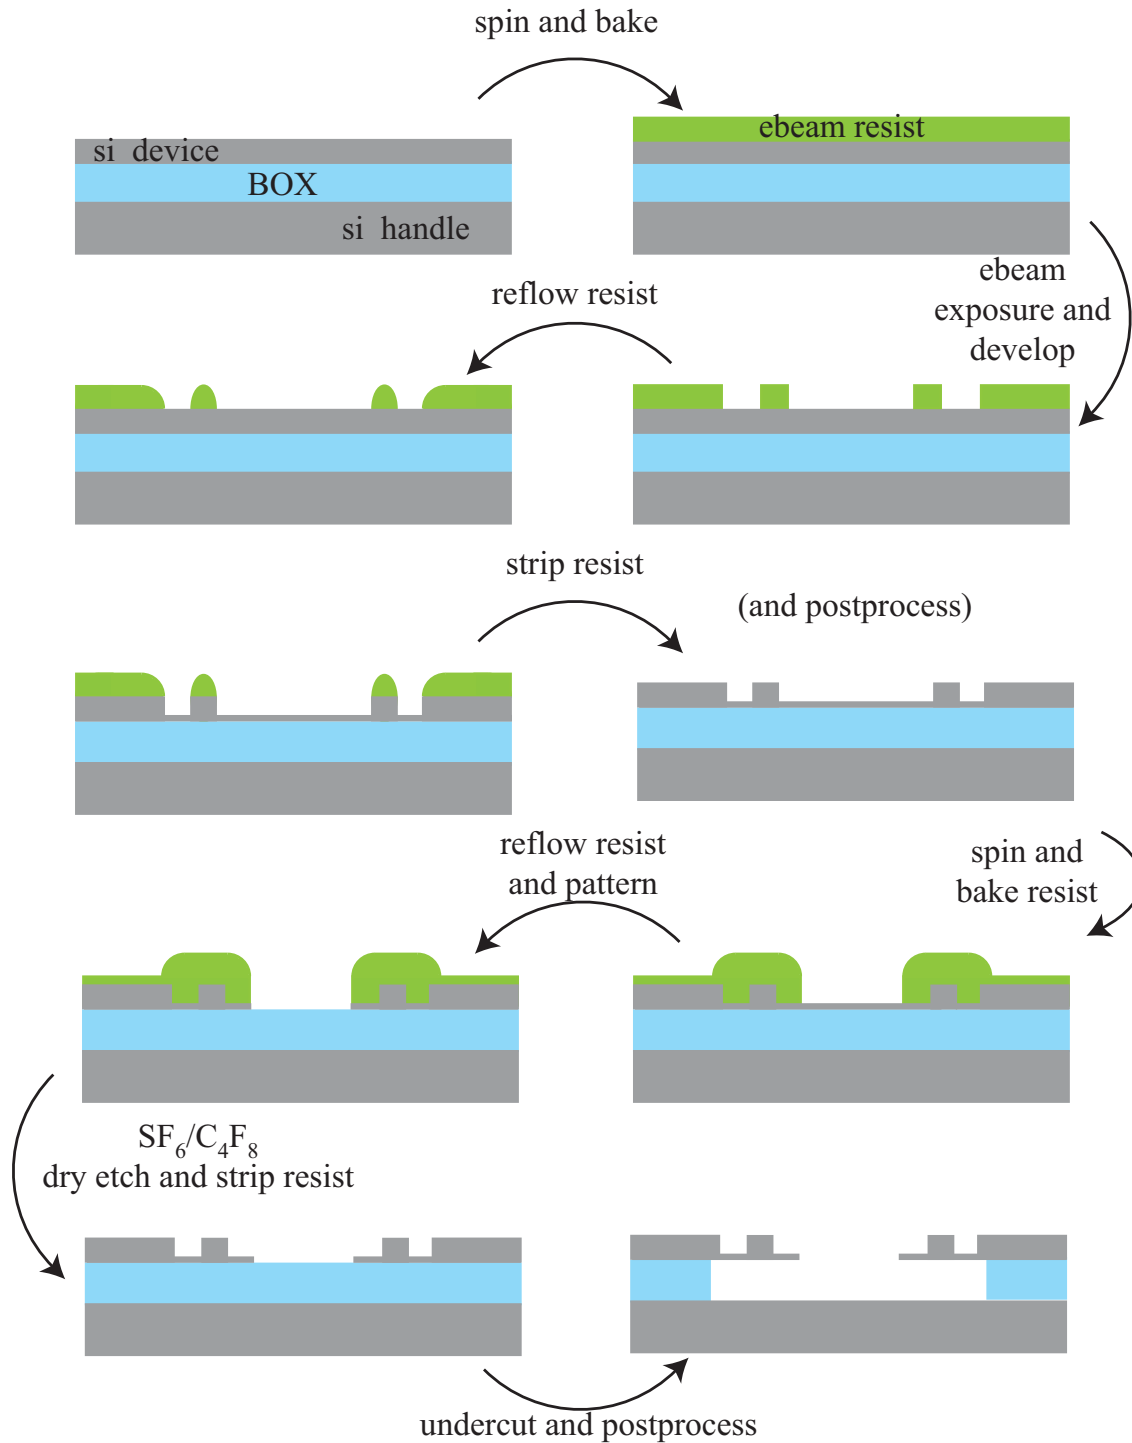 spin and bake
si device
BOX
si handle
ebeam resist
ebeam
exposure and
develop
reflow resist
strip resist
(and postprocess)
spin and
bake resist
reflow resist
and pattern
SF6/C4F8
dry etch and strip resist
undercut and postprocess